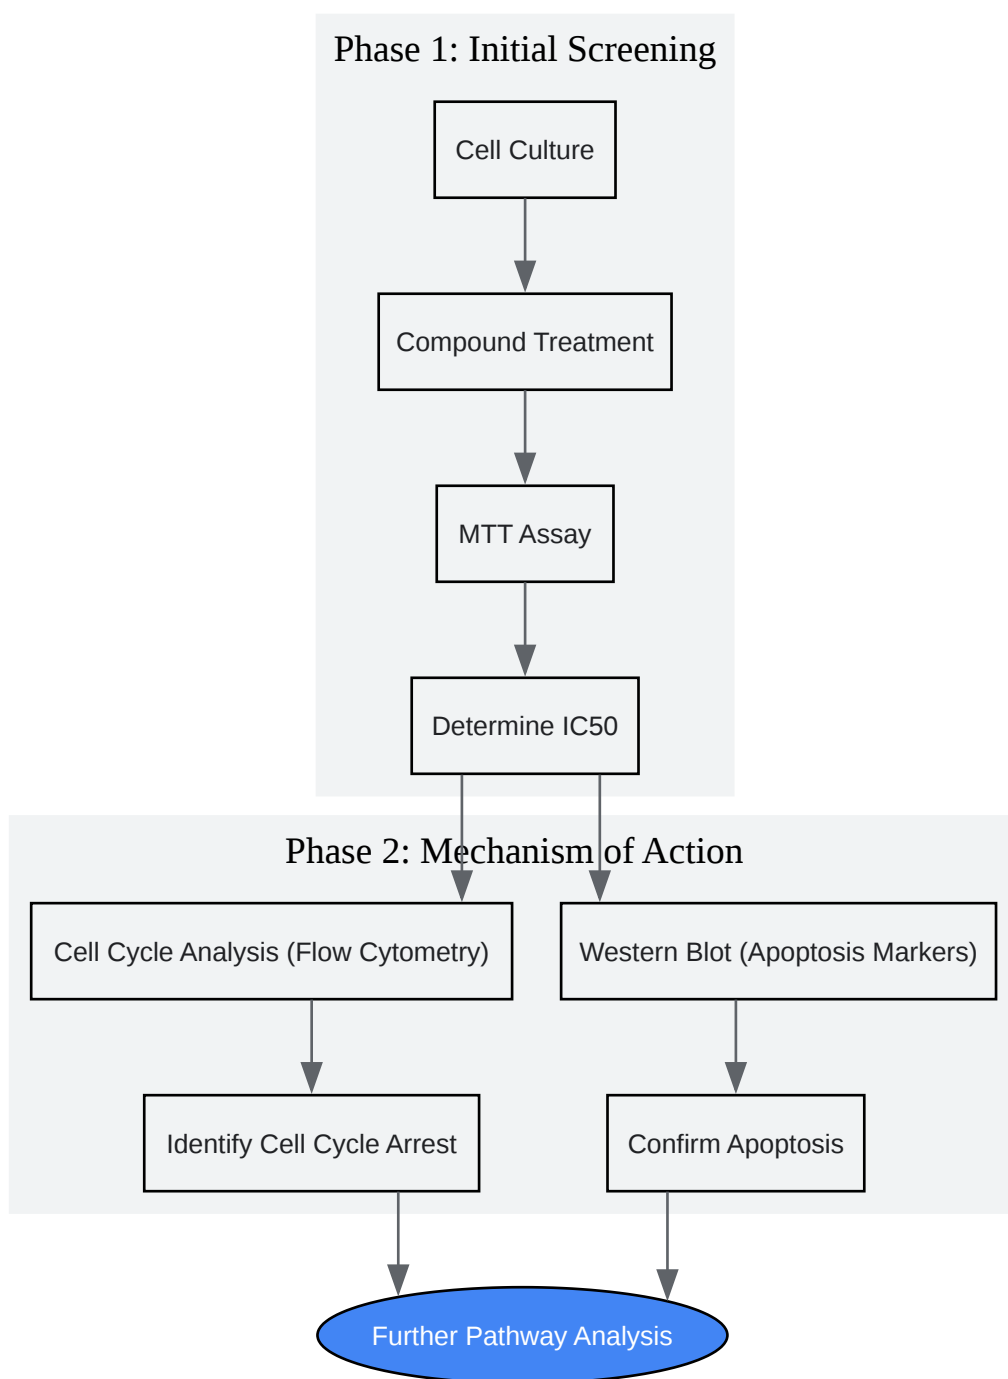 Phase 1: Initial Screening
Cell Culture
Compound Treatment
MTT Assay
Determine IC50
Phase 2: Mechanism of Action
Cell Cycle Analysis (Flow Cytometry)
Western Blot (Apoptosis Markers)
Identify Cell Cycle Arrest
Confirm Apoptosis
Further Pathway Analysis